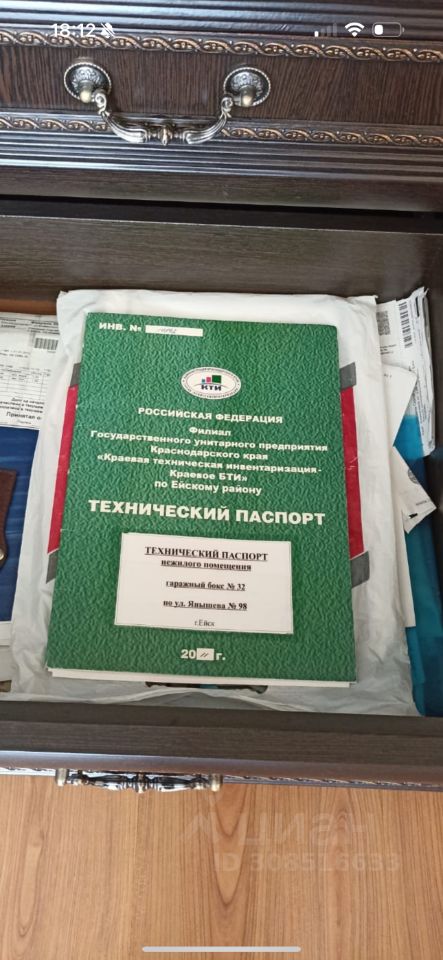 18:12
ИНВ. №
КТИ
РОССИЙСКАЯ ФЕДЕРАЦИЯ
Филиал
Государственного унитарного предприятия
Краснодарского края
«Краевая техническая инвентаризация-
Краевое БТИ»
по Ейскому району
ТЕХНИЧЕСКИЙ ПАСПОРТ
ТЕХНИЧЕСКИЙ ПАСПОРТ
нежилого помещения
гаражный бокс № 32
по ул. Янышева № 98
г.Ейск
20 11 г.
циан